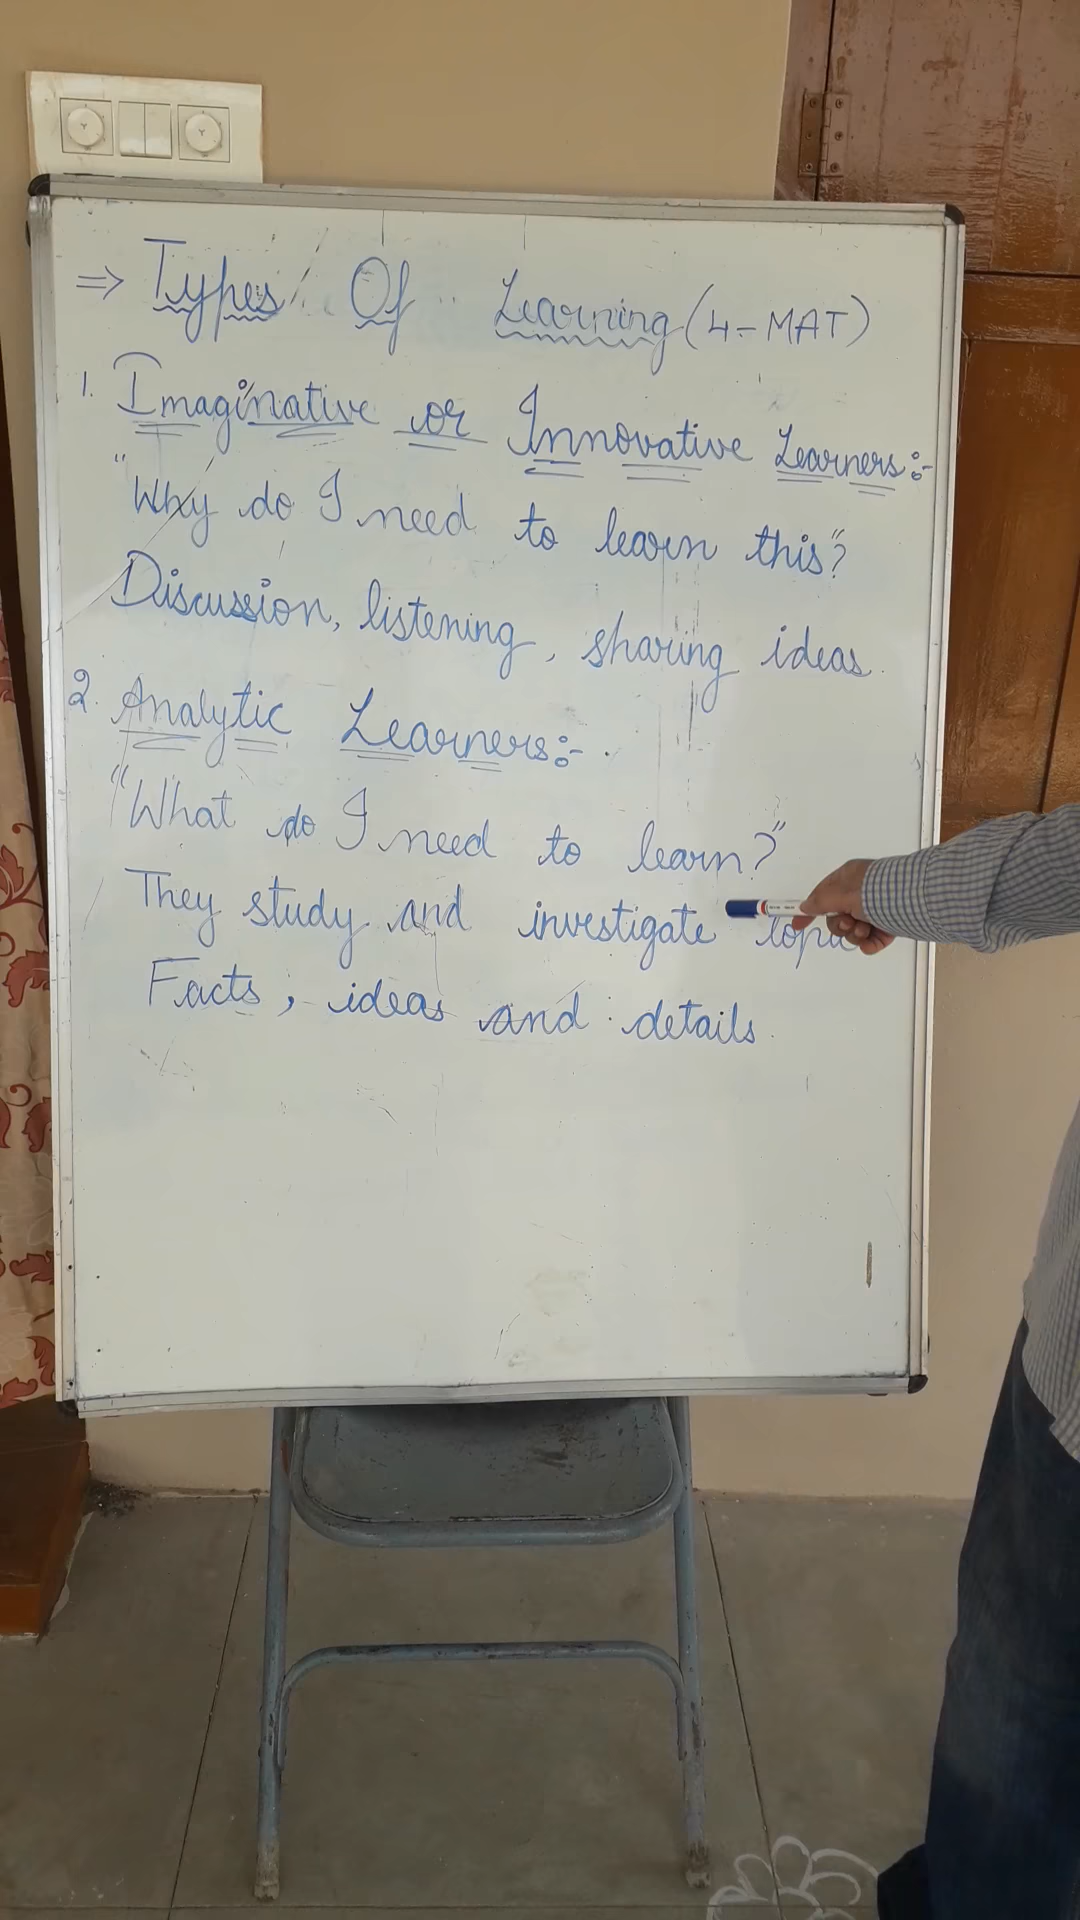 ⇒ Types Of Learning (4-MAT)
1. Imaginative or Innovative Learners:-
"Why do I need to learn this"?
Discussion, listening, sharing ideas
2. Analytic Learners:-
"What do I need to learn?"
They study and investigate topic
Facts, ideas and details